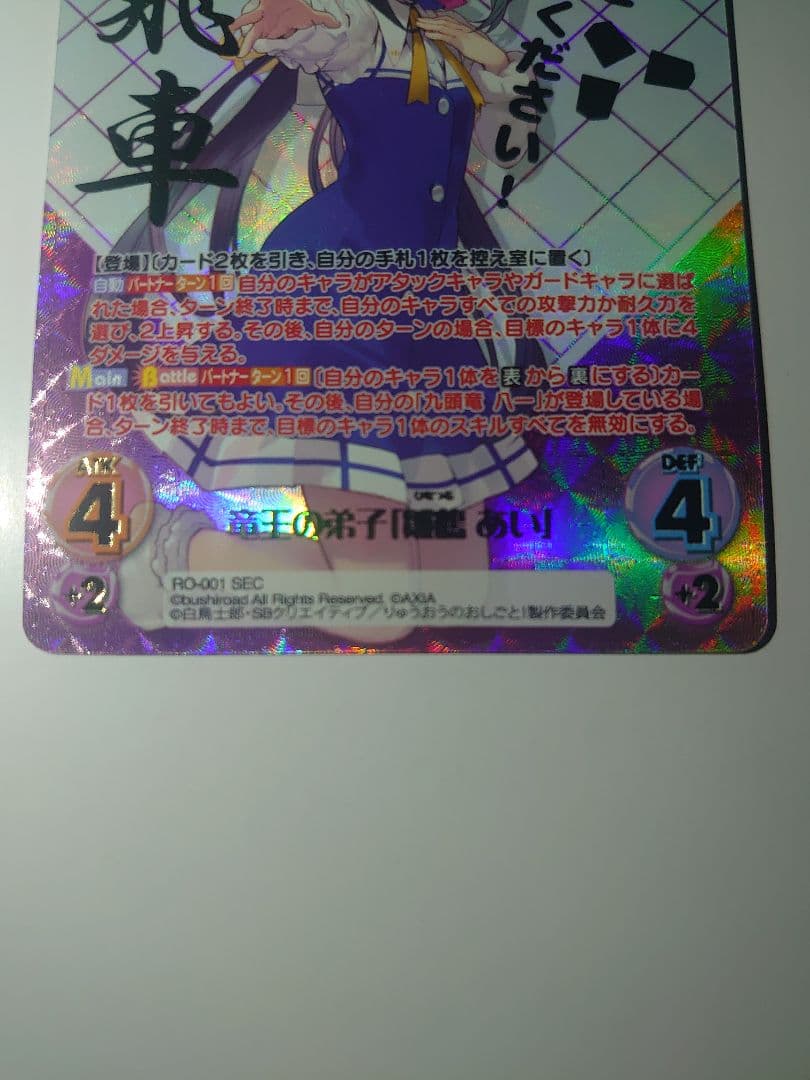 飛車
ください!
【登場】〔カード2枚を引き、自分の手札1枚を控え室に置く〕
自動 パートナー ターン1回 自分のキャラがアタックキャラやガードキャラに選ば
れた場合、ターン終了時まで、自分のキャラすべての攻撃力か耐久力を
選び、2上昇する。その後、自分のターンの場合、目標のキャラ1体に4
ダメージを与える。
Main Battle パートナー ターン1回 〔自分のキャラ1体を 表 から 裏 にする〕カー
ド1枚を引いてもよい。その後、自分の「九頭竜 八一」が登場している場
合、ターン終了時まで、目標のキャラ1体のスキルすべてを無効にする。
ATK
4
+2
DEF
4
+2
竜王の弟子「雛鶴 あい」
RO-001 SEC
©bushiroad All Rights Reserved. ©AXIA
©白鳥士郎・SBクリエイティブ/りゅうおうのおしごと!製作委員会